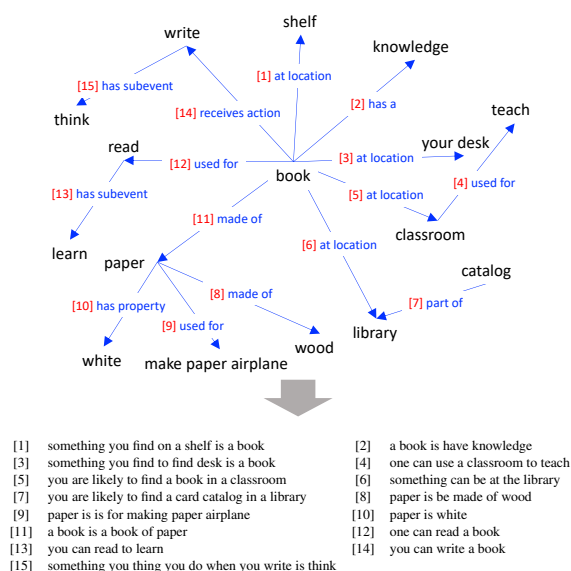 shelf
write
knowledge
[1] at location
[15] has subevent
[2] has a
teach
think
[14] receives action
read
your desk
[12] used for
[3] at location
book
[4] used for
[13] has subevent
[5] at location
[11] made of
classroom
[6] at location
learn
paper
catalog
[10] has property
[8] made of
[7] part of
[9] used for
library
white
make paper airplane
wood
[1] something you find on a shelf is a book
[2] a book is have knowledge
[3] something you find to find desk is a book
[4] one can use a classroom to teach
[5] you are likely to find a book in a classroom
[6] something can be at the library
[7] you are likely to find a card catalog in a library
[8] paper is be made of wood
[9] paper is is for making paper airplane
[10] paper is white
[11] a book is a book of paper
[12] one can read a book
[13] you can read to learn
[14] you can write a book
[15] something you thing you do when you write is think